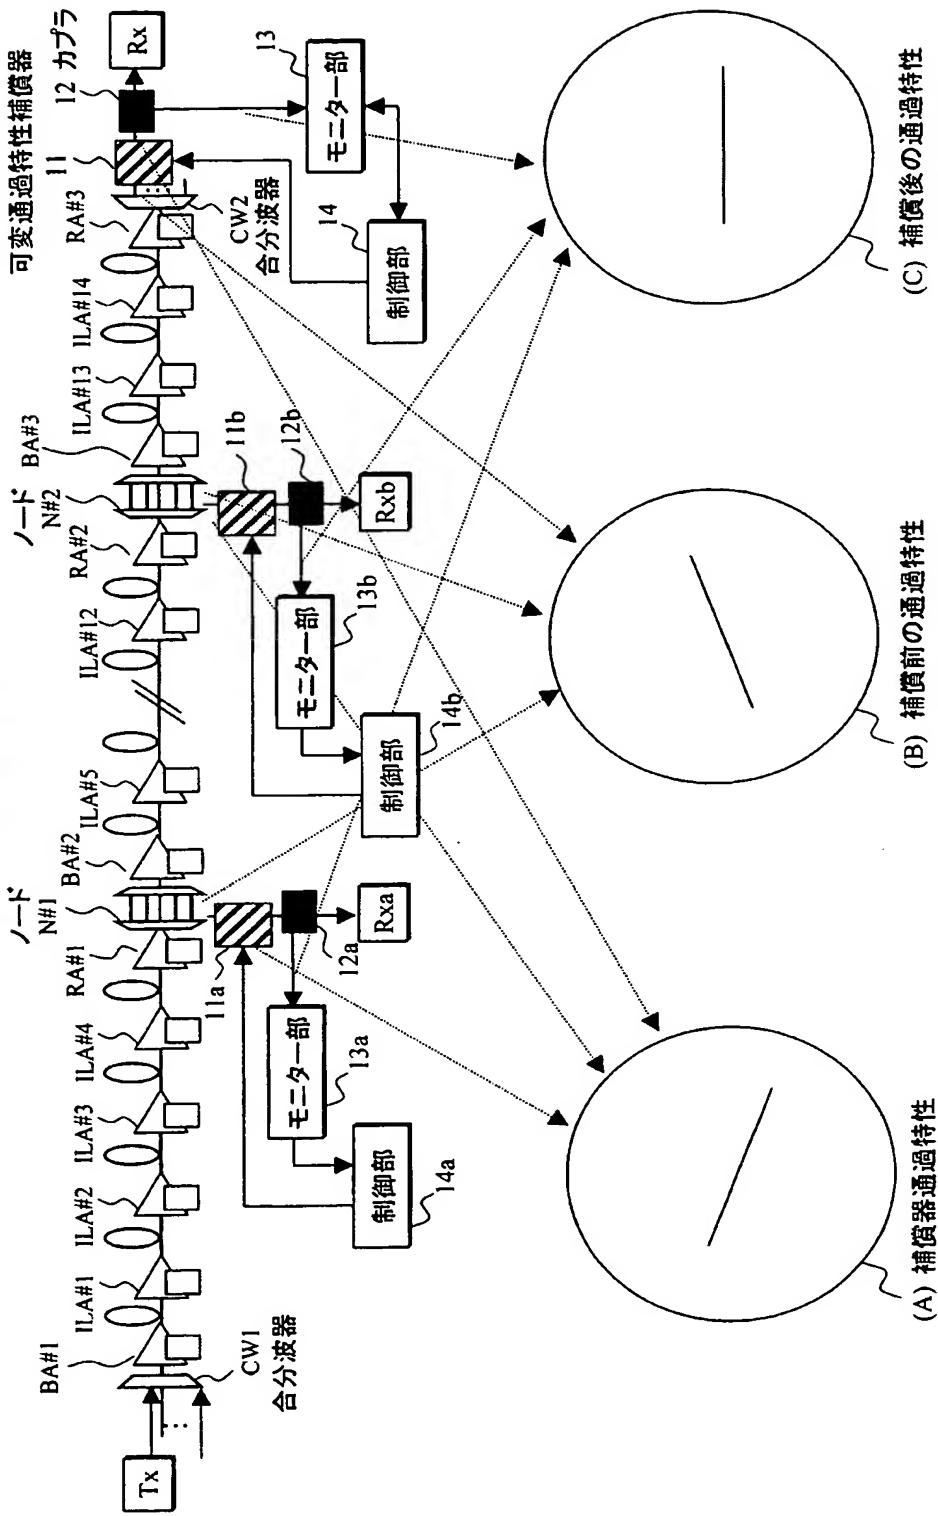 Tx
CW1
合分波器
BA#1
ILA#1
ILA#2
ILA#3
ILA#4
RA#1
ノード
N#1
BA#2
ILA#5
ILA#12
RA#2
ノード
N#2
BA#3
ILA#13
ILA#14
RA#3
可変通過特性補償器
11
12 カプラ
Rx
CW2
合分波器
13
モニター部
14
制御部
11a
12a
Rxa
モニター部
13a
制御部
14a
11b
12b
Rxb
モニター部
13b
制御部
14b
(A) 補償器通過特性
(B) 補償前の通過特性
(C) 補償後の通過特性